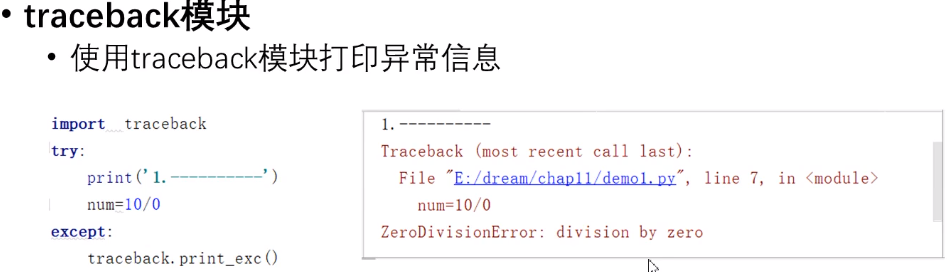 • traceback模块
• 使用traceback模块打印异常信息
import traceback
try:
    print('1.----------')
    num=10/0
except:
    traceback.print_exc()
1.----------
Traceback (most recent call last):
  File "E:/dream/chap11/demo1.py", line 7, in <module>
    num=10/0
ZeroDivisionError: division by zero